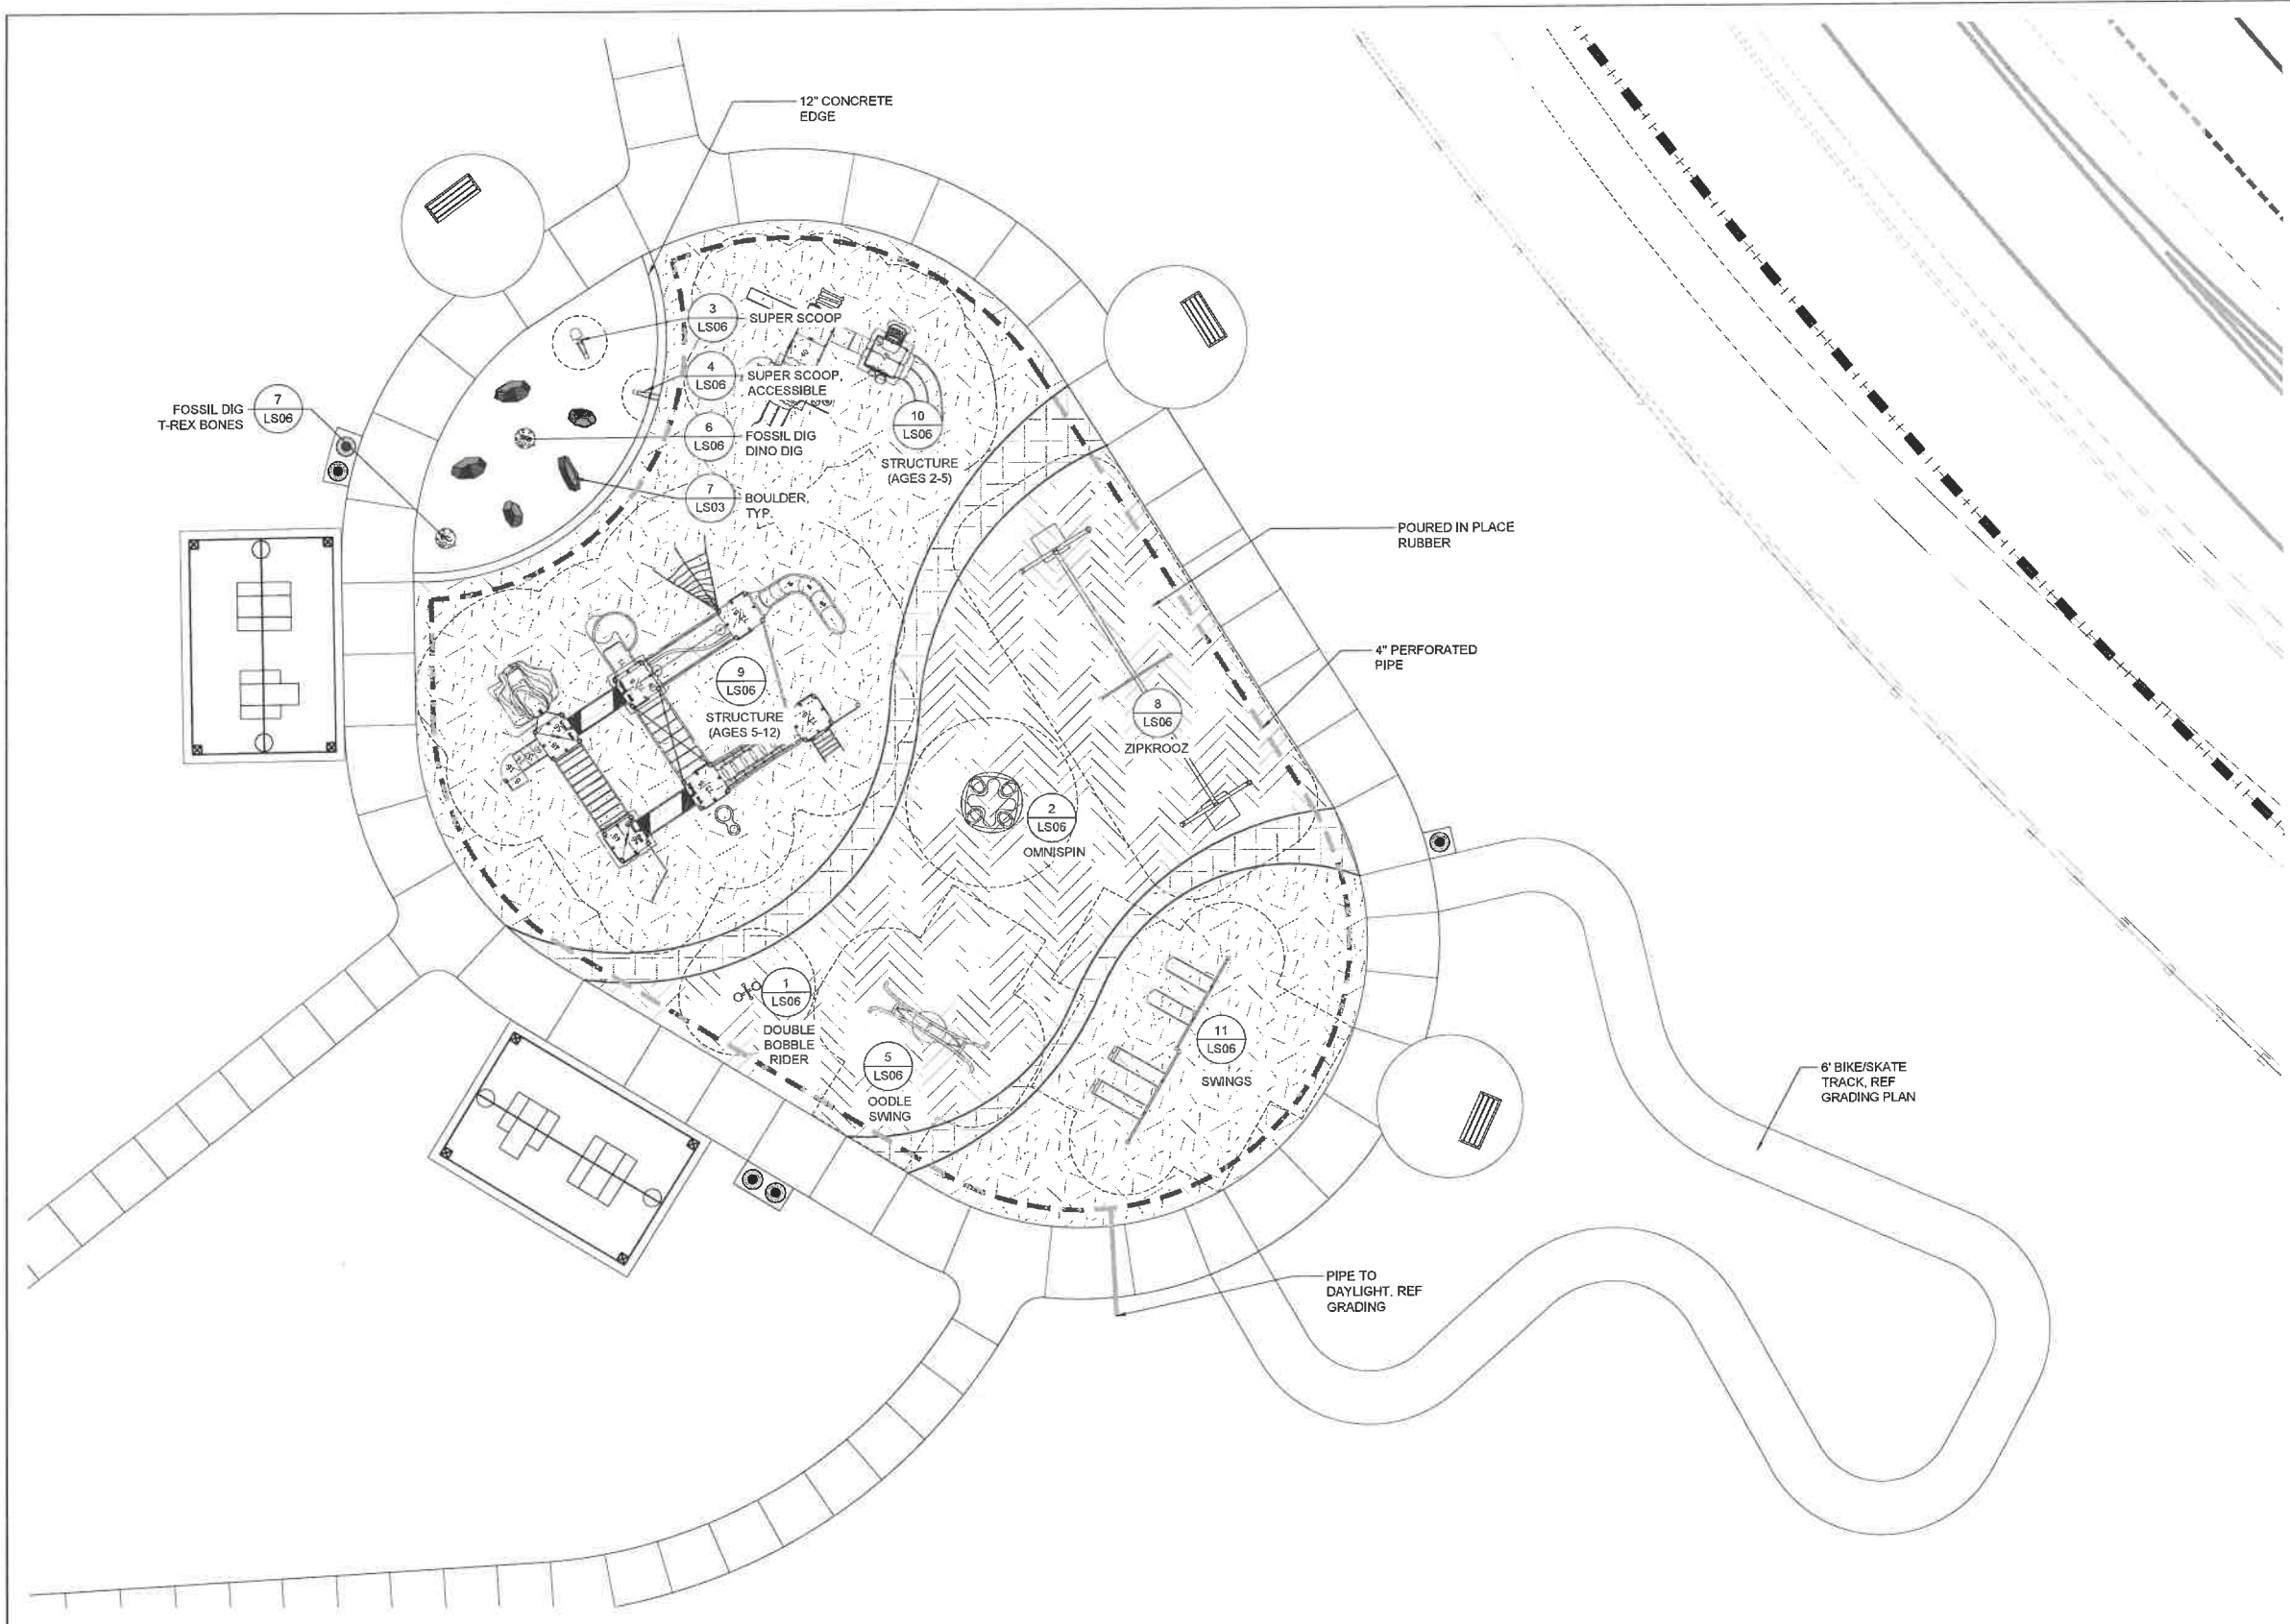 12" CONCRETE
EDGE
3
LS06
SUPER SCOOP
4
LS06
SUPER SCOOP,
ACCESSIBLE
FOSSIL DIG
T-REX BONES
7
LS06
6
LS06
FOSSIL DIG
DINO DIG
10
LS06
STRUCTURE
(AGES 2-5)
7
LS03
BOULDER,
TYP.
POURED IN PLACE
RUBBER
4" PERFORATED
PIPE
9
LS06
STRUCTURE
(AGES 5-12)
8
LS06
ZIPKROOZ
2
LS06
OMNISPIN
1
LS06
DOUBLE
BOBBLE
RIDER
5
LS06
OODLE
SWING
11
LS06
SWINGS
6' BIKE/SKATE
TRACK, REF
GRADING PLAN
PIPE TO
DAYLIGHT. REF
GRADING